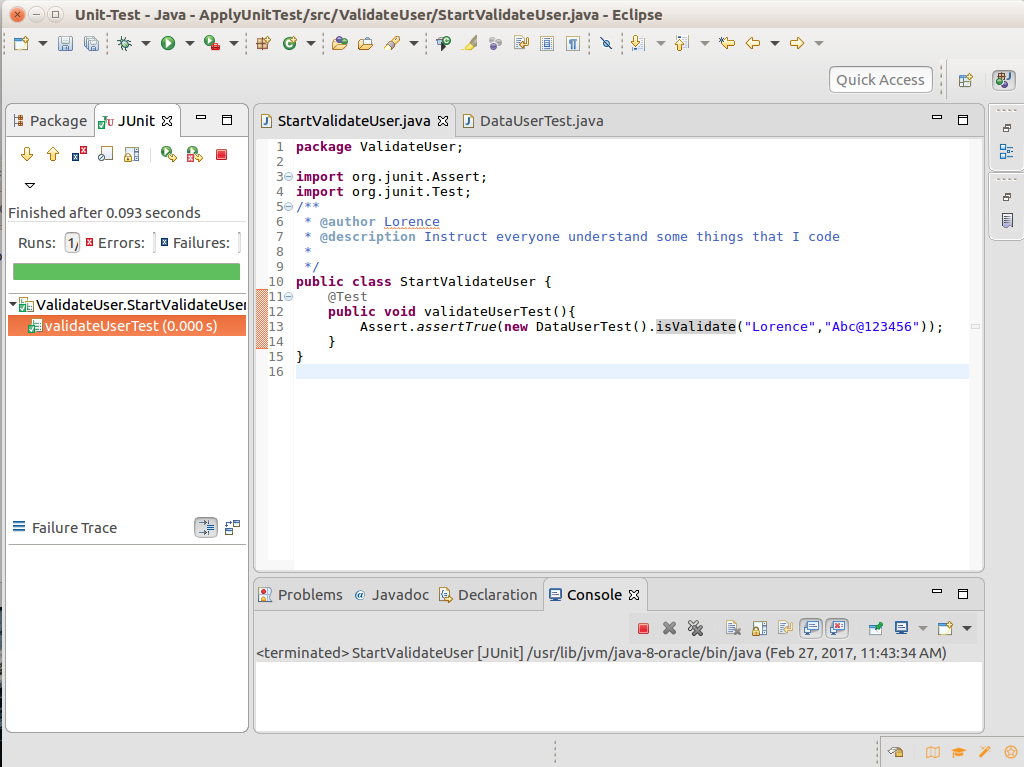 Unit-Test - Java - ApplyUnitTest/src/ValidateUser/StartValidateUser.java - Eclipse
Quick Access
Package JUnit
StartValidateUser.java DataUserTest.java
Finished after 0.093 seconds
Runs: 1/ Errors: Failures:
ValidateUser.StartValidateUser
validateUserTest (0.000 s)
Failure Trace
1 package ValidateUser;
2
3 import org.junit.Assert;
4 import org.junit.Test;
5 /**
6 * @author Lorence
7 * @description Instruct everyone understand some things that I code
8 *
9 */
10 public class StartValidateUser {
11 @Test
12 public void validateUserTest(){
13 Assert.assertTrue(new DataUserTest().isValidate("Lorence","Abc@123456"));
14 }
15 }
16
Problems @ Javadoc Declaration Console
<terminated> StartValidateUser [JUnit] /usr/lib/jvm/java-8-oracle/bin/java (Feb 27, 2017, 11:43:34 AM)